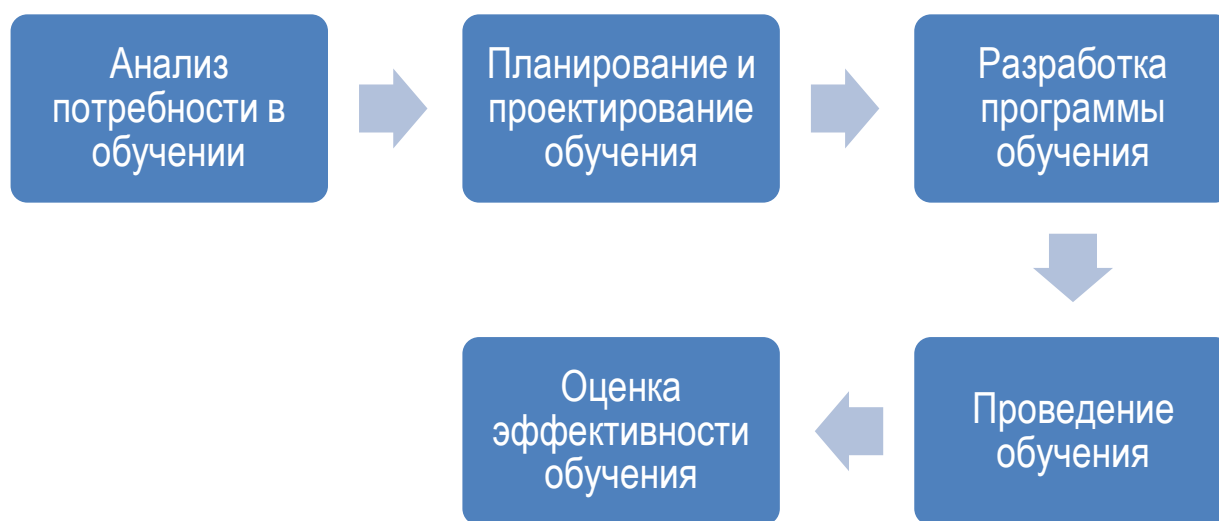 Анализ
потребности в
обучении
Планирование и
проектирование
обучения
Разработка
программы
обучения
Проведение
обучения
Оценка
эффективности
обучения